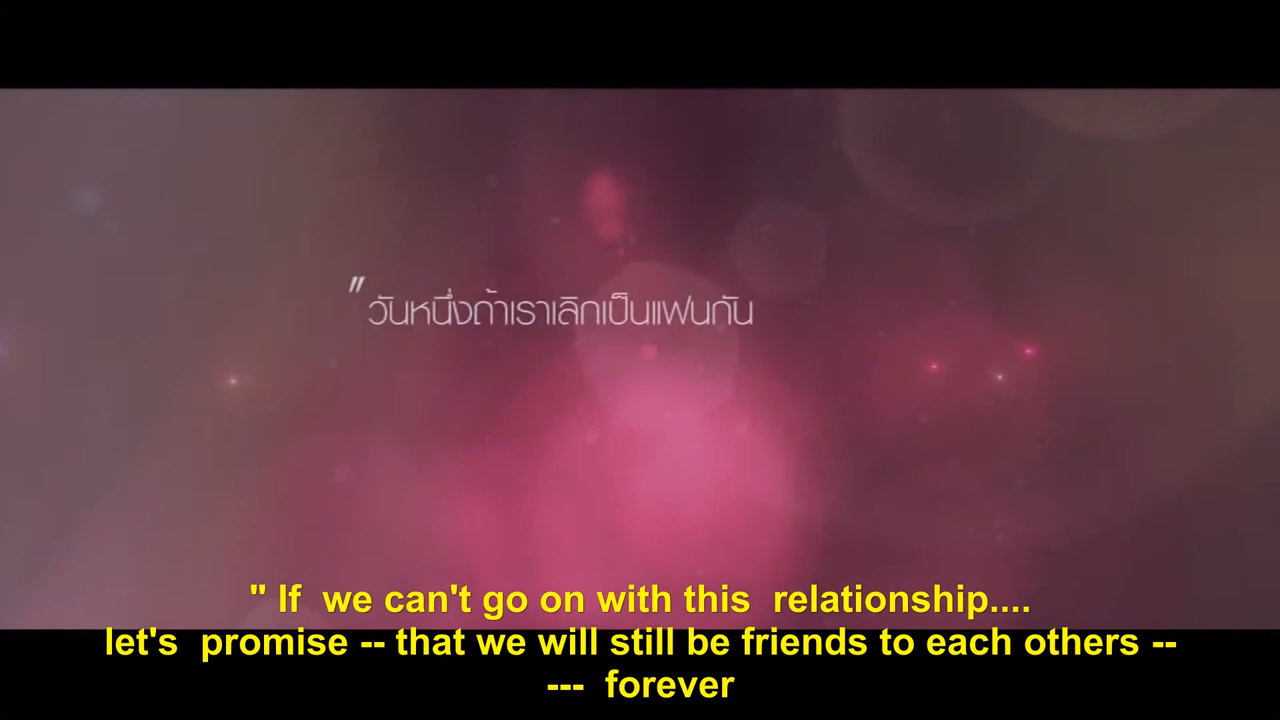 "วันหนึ่งถ้าเราเลิกเป็นแฟนกัน
" If  we can't go on with this  relationship....
let's  promise -- that we will still be friends to each others --
---  forever